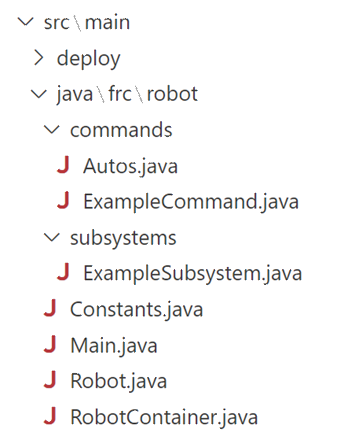 src\main
deploy
java\frc\robot
commands
J Autos.java
J ExampleCommand.java
subsystems
J ExampleSubsystem.java
J Constants.java
J Main.java
J Robot.java
J RobotContainer.java